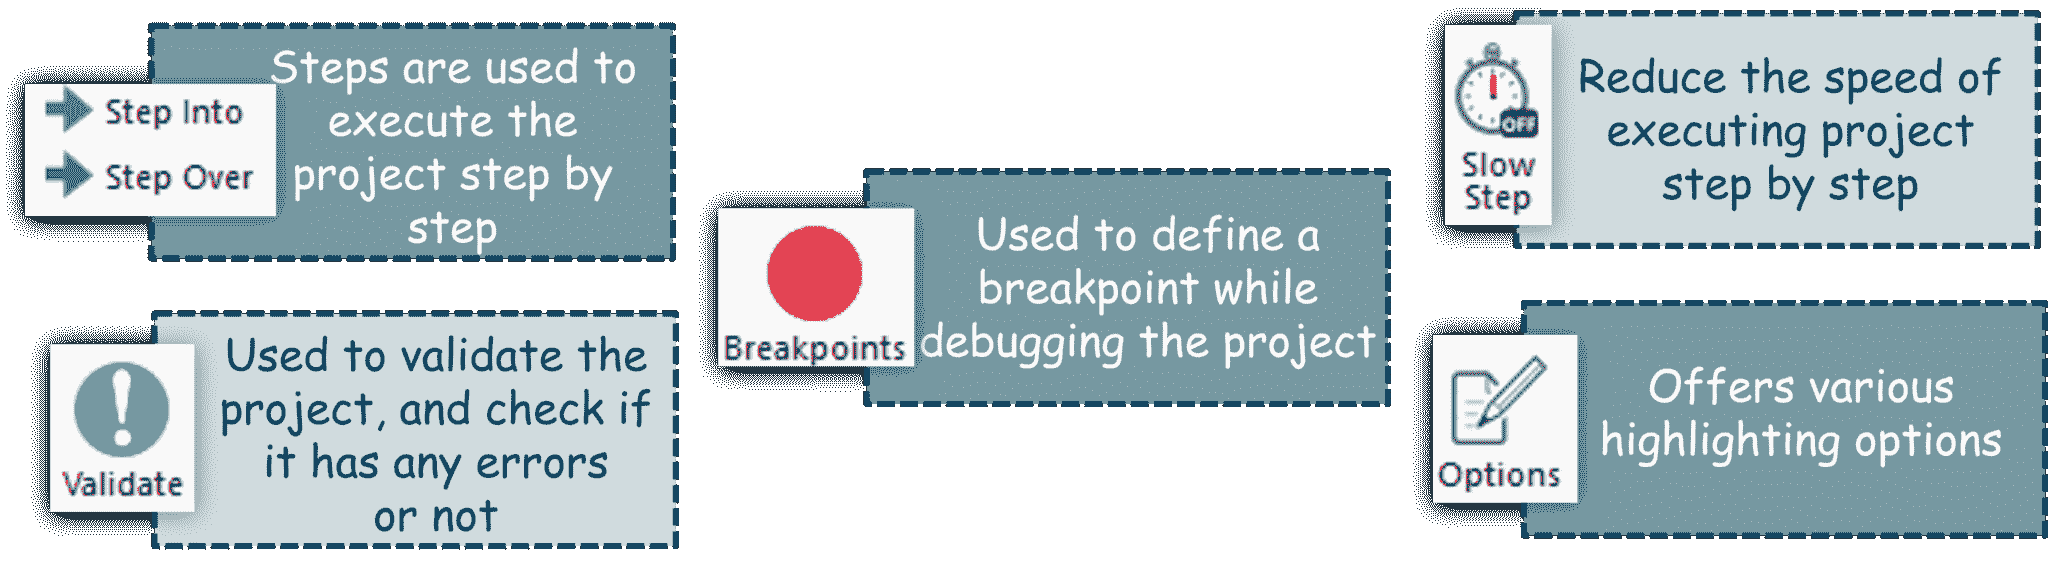 Step Into
Step Over
Steps are used to
execute the
project step by
step
Validate
Used to validate the
project, and check if
it has any errors
or not
Breakpoints
Used to define a
breakpoint while
debugging the project
OFF
Slow
Step
Reduce the speed of
executing project
step by step
Options
Offers various
highlighting options